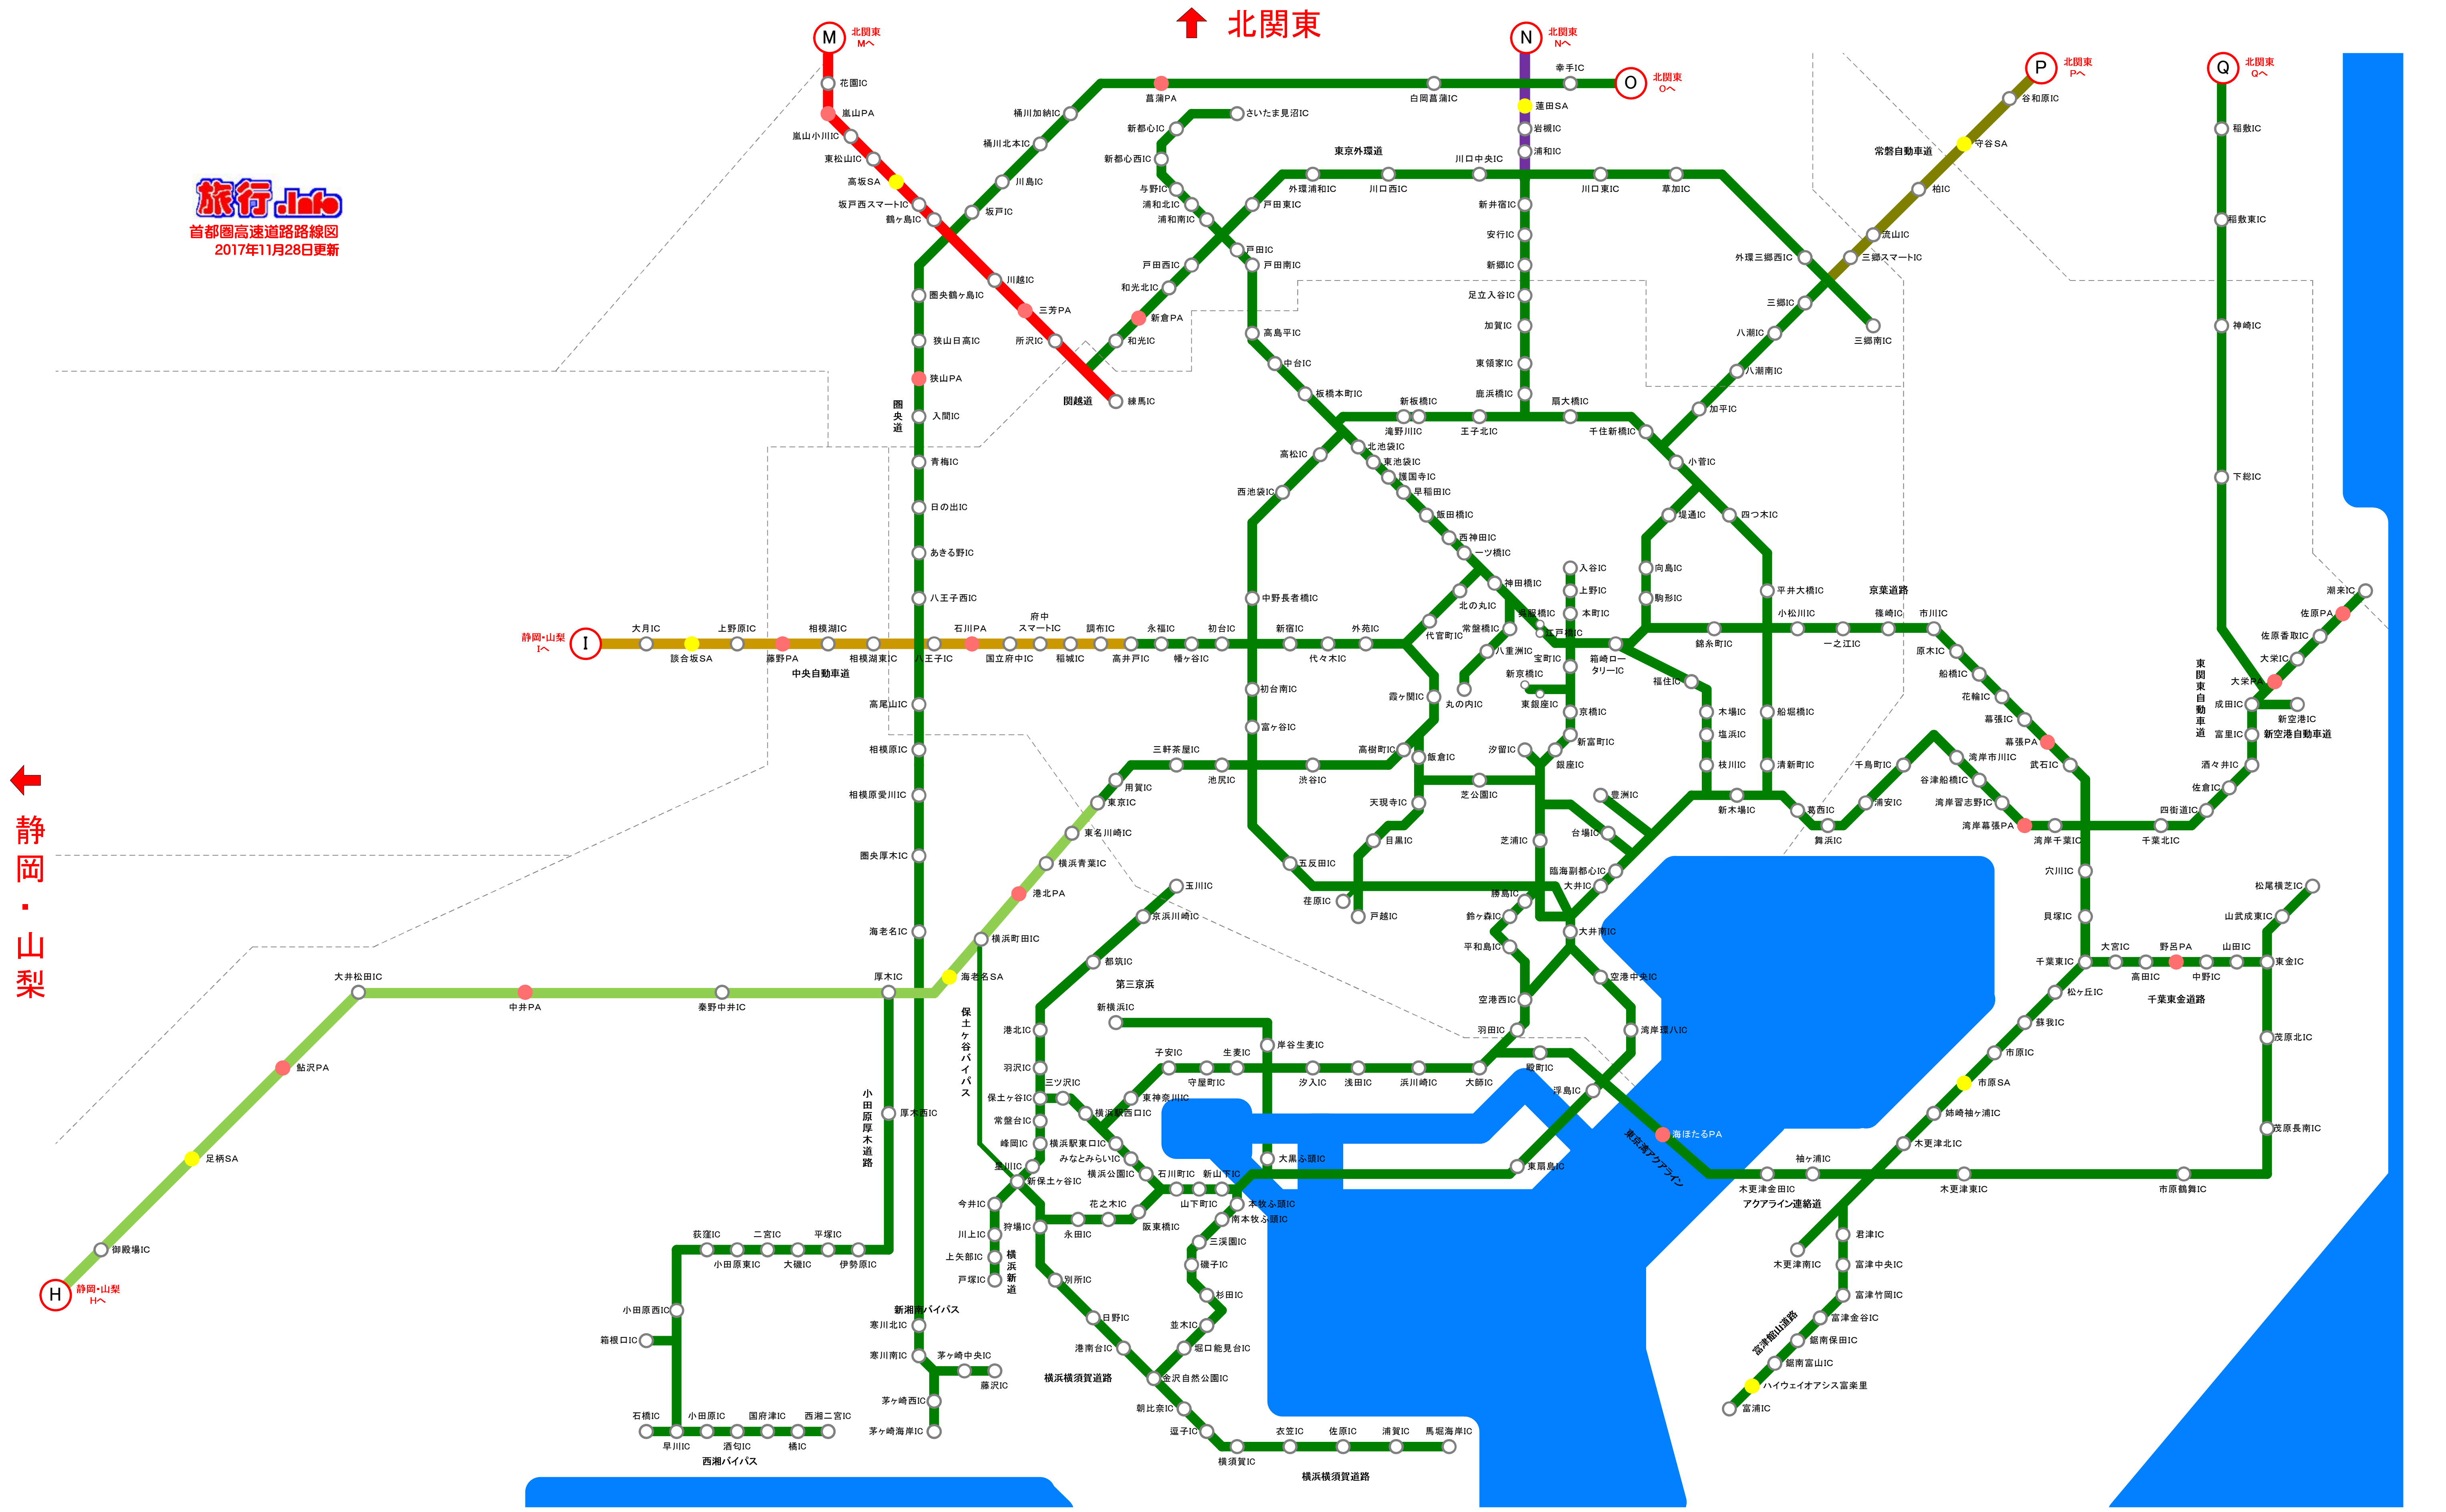 北関東
M
北関東
Mへ
N
北関東
Nへ
O
北関東
Oへ
P
北関東
Pへ
Q
北関東
Qへ
旅行.Info
首都圏高速道路路線図
2017年11月28日更新
静岡・山梨
花園IC
嵐山PA
嵐山小川IC
東松山IC
高坂SA
坂戸西スマートIC
鶴ヶ島IC
川越IC
三芳PA
所沢IC
練馬IC
関越道
幸手IC
白岡菖蒲IC
菖蒲PA
桶川加納IC
桶川北本IC
川島IC
坂戸IC
圏央鶴ヶ島IC
狭山日高IC
狭山PA
入間IC
圏央道
青梅IC
日の出IC
あきる野IC
八王子西IC
高尾山IC
相模原IC
相模原愛川IC
圏央厚木IC
海老名IC
さいたま見沼IC
新都心IC
新都心西IC
与野IC
浦和北IC
浦和南IC
戸田IC
戸田南IC
高島平IC
中台IC
板橋本町IC
北池袋IC
東池袋IC
護国寺IC
早稲田IC
飯田橋IC
西神田IC
一ツ橋IC
神田橋IC
東京外環道
外環浦和IC
川口西IC
川口中央IC
川口東IC
草加IC
外環三郷西IC
三郷南IC
戸田東IC
戸田西IC
和光北IC
新倉PA
和光IC
蓮田SA
岩槻IC
浦和IC
新井宿IC
安行IC
新郷IC
足立入谷IC
加賀IC
東領家IC
鹿浜橋IC
常磐自動車道
谷和原IC
守谷SA
柏IC
流山IC
三郷スマートIC
三郷IC
八潮IC
八潮南IC
加平IC
新板橋IC
滝野川IC
王子北IC
扇大橋IC
千住新橋IC
小菅IC
四つ木IC
堤通IC
向島IC
駒形IC
平井大橋IC
高松IC
西池袋IC
中野長者橋IC
初台南IC
富ヶ谷IC
五反田IC
稲敷IC
稲敷東IC
神崎IC
下総IC
潮来IC
佐原PA
佐原香取IC
大栄IC
大栄PA
成田IC
新空港IC
新空港自動車道
富里IC
酒々井IC
佐倉IC
四街道IC
千葉北IC
東関東自動車道
静岡・山梨
Iへ
I
大月IC
談合坂SA
上野原IC
藤野PA
相模湖IC
相模湖東IC
中央自動車道
八王子IC
石川PA
国立府中IC
府中
スマートIC
稲城IC
調布IC
高井戸IC
永福IC
幡ヶ谷IC
初台IC
新宿IC
代々木IC
外苑IC
代官町IC
北の丸IC
霞ヶ関IC
丸の内IC
八重洲IC
常盤橋IC
呉服橋IC
江戸橋IC
宝町IC
新京橋IC
東銀座IC
京橋IC
新富町IC
銀座IC
汐留IC
入谷IC
上野IC
本町IC
箱崎ロー
タリーIC
福住IC
木場IC
塩浜IC
枝川IC
京葉道路
錦糸町IC
小松川IC
一之江IC
篠崎IC
市川IC
原木IC
船橋IC
花輪IC
幕張IC
幕張PA
武石IC
穴川IC
貝塚IC
千葉東IC
船堀橋IC
清新町IC
新木場IC
葛西IC
舞浜IC
浦安IC
千鳥町IC
湾岸市川IC
谷津船橋IC
湾岸習志野IC
湾岸幕張PA
湾岸千葉IC
三軒茶屋IC
池尻IC
渋谷IC
高樹町IC
用賀IC
東京IC
東名川崎IC
横浜青葉IC
港北PA
横浜町田IC
海老名SA
厚木IC
秦野中井IC
中井PA
大井松田IC
鮎沢PA
足柄SA
御殿場IC
H
静岡・山梨
Hへ
飯倉IC
芝公園IC
天現寺IC
目黒IC
荏原IC
戸越IC
芝浦IC
豊洲IC
台場IC
臨海副都心IC
大井IC
勝島IC
鈴ヶ森IC
平和島IC
大井南IC
空港中央IC
空港西IC
羽田IC
湾岸環八IC
玉川IC
京浜川崎IC
都筑IC
第三京浜
港北IC
羽沢IC
保土ヶ谷IC
常盤台IC
峰岡IC
星川IC
新保土ヶ谷IC
今井IC
川上IC
上矢部IC
戸塚IC
横浜新道
保土ヶ谷バイパス
新横浜IC
岸谷生麦IC
子安IC
守屋町IC
生麦IC
汐入IC
浅田IC
浜川崎IC
大師IC
殿町IC
浮島IC
三ツ沢IC
横浜駅西口IC
東神奈川IC
横浜駅東口IC
みなとみらいIC
横浜公園IC
石川町IC
山下町IC
新山下IC
大黒ふ頭IC
東扇島IC
本牧ふ頭IC
南本牧ふ頭IC
三渓園IC
磯子IC
杉田IC
並木IC
堀口能見台IC
狩場IC
永田IC
花之木IC
阪東橋IC
別所IC
日野IC
港南台IC
金沢自然公園IC
横浜横須賀道路
朝比奈IC
逗子IC
横須賀IC
衣笠IC
佐原IC
浦賀IC
馬堀海岸IC
横浜横須賀道路
小田原厚木道路
厚木西IC
荻窪IC
小田原東IC
二宮IC
大磯IC
平塚IC
伊勢原IC
小田原西IC
箱根口IC
石橋IC
早川IC
小田原IC
酒匂IC
国府津IC
橘IC
西湘二宮IC
西湘バイパス
新湘南バイパス
寒川北IC
寒川南IC
茅ヶ崎中央IC
藤沢IC
茅ヶ崎西IC
茅ヶ崎海岸IC
海ほたるPA
東京湾アクアライン
木更津金田IC
袖ヶ浦IC
アクアライン連絡道
木更津東IC
市原鶴舞IC
茂原長南IC
茂原北IC
東金IC
山武成東IC
松尾横芝IC
大宮IC
高田IC
野呂PA
中野IC
山田IC
千葉東金道路
松ヶ丘IC
蘇我IC
市原IC
市原SA
姉崎袖ヶ浦IC
木更津北IC
木更津南IC
君津IC
富津中央IC
富津竹岡IC
富津金谷IC
鋸南保田IC
鋸南富山IC
ハイウェイオアシス富楽里
富浦IC
富津館山道路